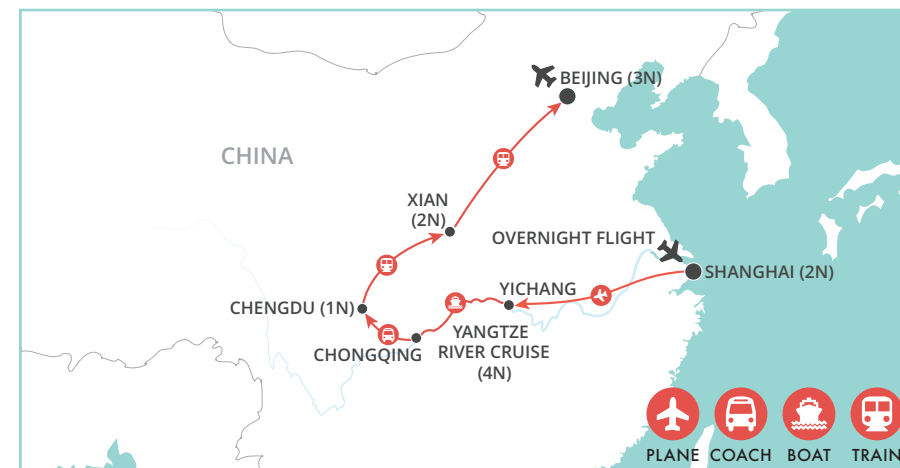 BEIJING (3N)
CHINA
XIAN
(2N)
OVERNIGHT FLIGHT
SHANGHAI (2N)
YICHANG
CHENGDU (1N)
YANGTZE
RIVER CRUISE
(4N)
CHONGQING
PLANE COACH BOAT TRAIN